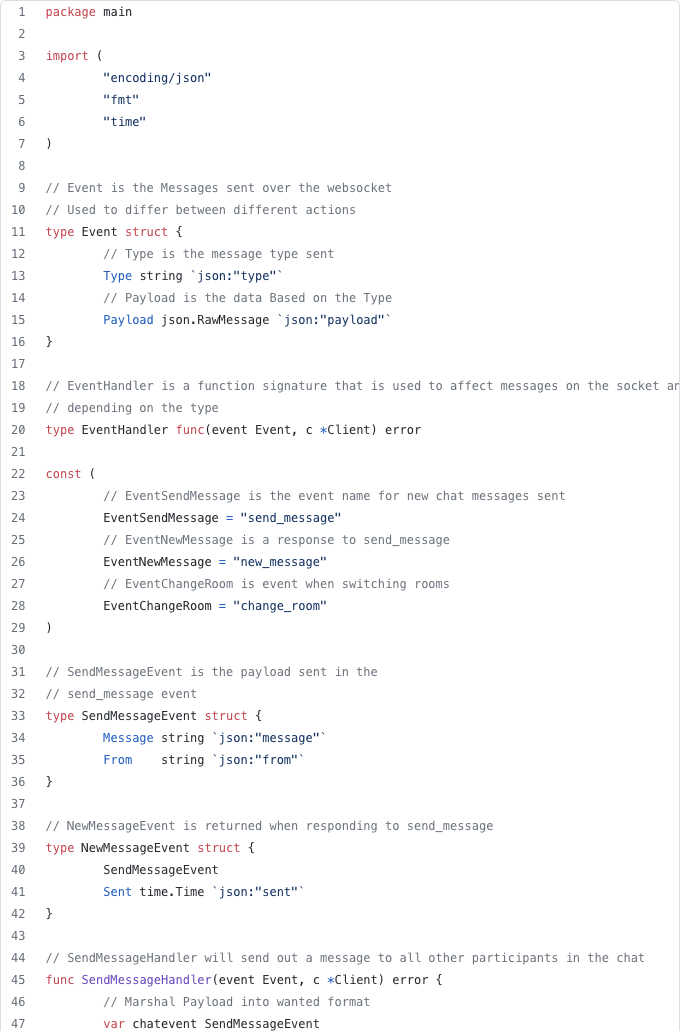 1 package main
2
3 import (
4 "encoding/json"
5 "fmt"
6 "time"
7 )
8
9 // Event is the Messages sent over the websocket
10 // Used to differ between different actions
11 type Event struct {
12 // Type is the message type sent
13 Type string `json:"type"`
14 // Payload is the data Based on the Type
15 Payload json.RawMessage `json:"payload"`
16 }
17
18 // EventHandler is a function signature that is used to affect messages on the socket
19 // depending on the type
20 type EventHandler func(event Event, c *Client) error
21
22 const (
23 // EventSendMessage is the event name for new chat messages sent
24 EventSendMessage = "send_message"
25 // EventNewMessage is a response to send_message
26 EventNewMessage = "new_message"
27 // EventChangeRoom is event when switching rooms
28 EventChangeRoom = "change_room"
29 )
30
31 // SendMessageEvent is the payload sent in the
32 // send_message event
33 type SendMessageEvent struct {
34 Message string `json:"message"`
35 From    string `json:"from"`
36 }
37
38 // NewMessageEvent is returned when responding to send_message
39 type NewMessageEvent struct {
40 SendMessageEvent
41 Sent time.Time `json:"sent"`
42 }
43
44 // SendMessageHandler will send out a message to all other participants in the chat
45 func SendMessageHandler(event Event, c *Client) error {
46 // Marshal Payload into wanted format
47 var chatevent SendMessageEvent